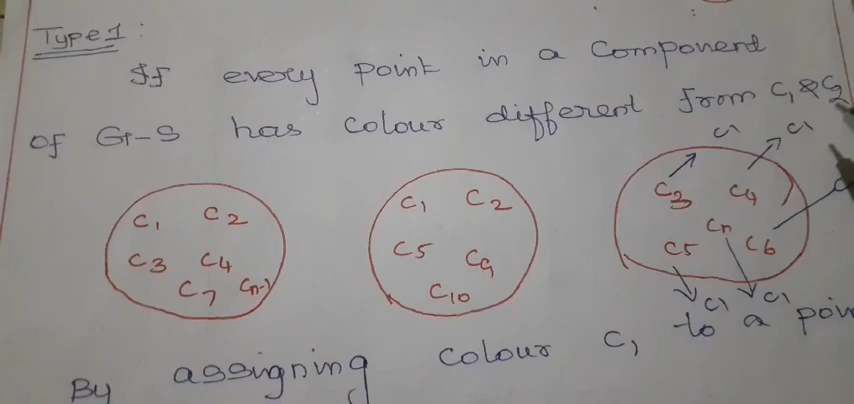 Type 1 :
If every point in a component
of G-S has colour different from C1 & C2
C1 C1
C1 C2
C3 C4
C7 Cn-1
C1 C2
C5 C9
C10
C3 C4
Cn
C5 C6
C1 C1
By assigning colour C1 to a